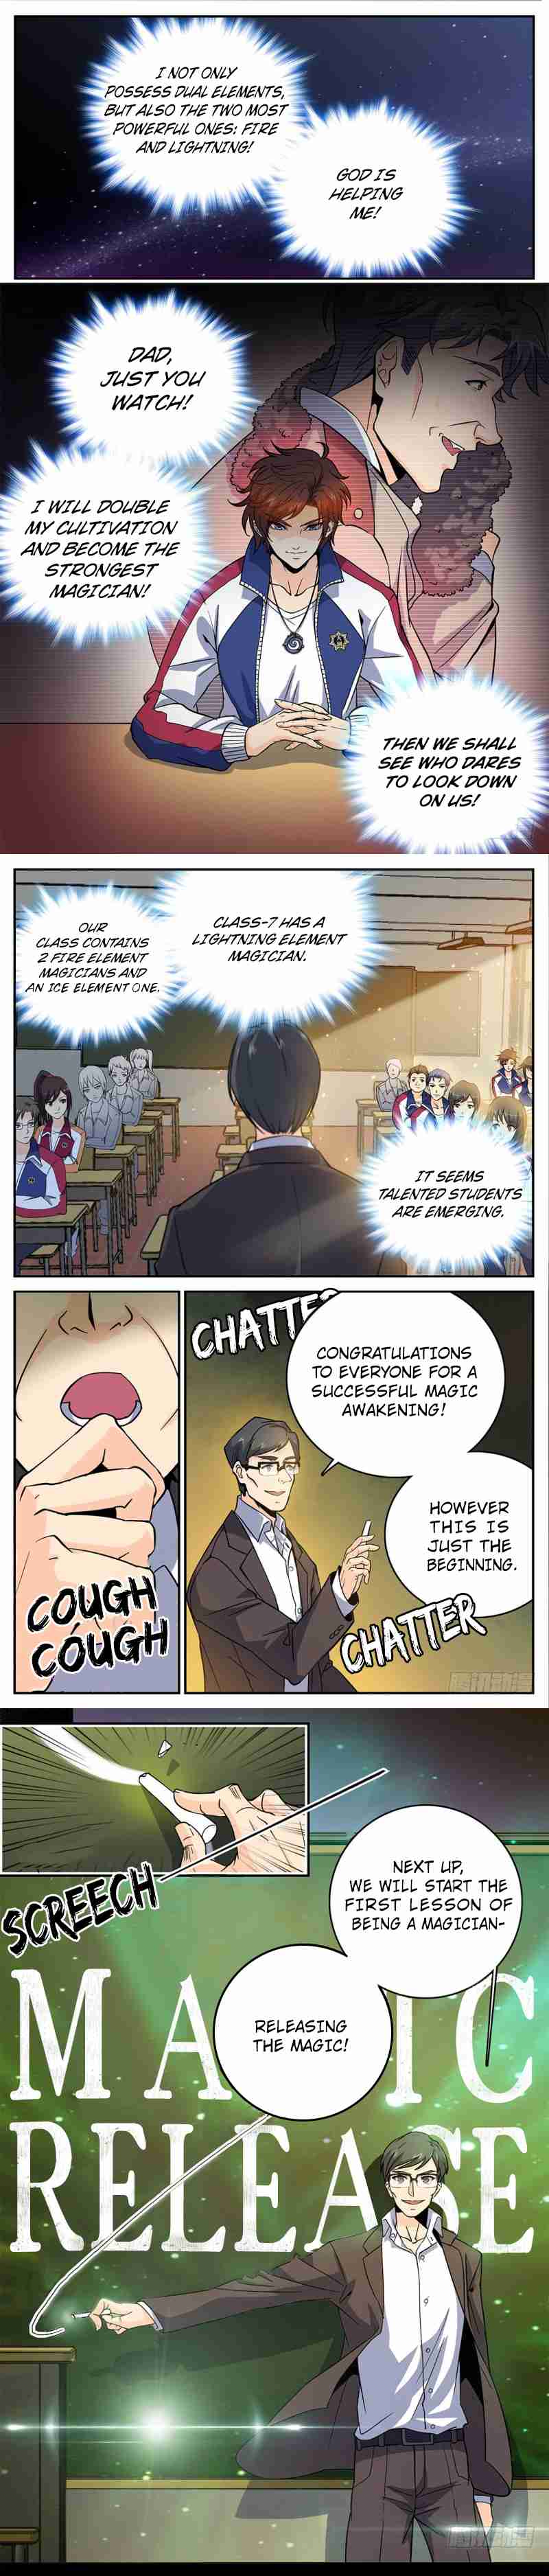 I NOT ONLY
POSSESS DUAL ELEMENTS,
BUT ALSO THE TWO MOST
POWERFUL ONES: FIRE
AND LIGHTNING!
GOD IS
HELPING
ME!
DAD,
JUST YOU
WATCH!
I WILL DOUBLE
MY CULTIVATION
AND BECOME THE
STRONGEST
MAGICIAN!
THEN WE SHALL
SEE WHO DARES
TO LOOK DOWN
ON US!
OUR
CLASS CONTAINS
2 FIRE ELEMENT
MAGICIANS AND
AN ICE ELEMENT ONE.
CLASS-7 HAS A
LIGHTNING ELEMENT
MAGICIAN.
IT SEEMS
TALENTED STUDENTS
ARE EMERGING.
COUGH
COUGH
CHATTER
CONGRATULATIONS
TO EVERYONE FOR A
SUCCESSFUL MAGIC
AWAKENING!
HOWEVER
THIS IS
JUST THE
BEGINNING.
CHATTER
SCREECH
NEXT UP,
WE WILL START THE
FIRST LESSON OF
BEING A MAGICIAN-
RELEASING
THE MAGIC!
MAGIC
RELEASE